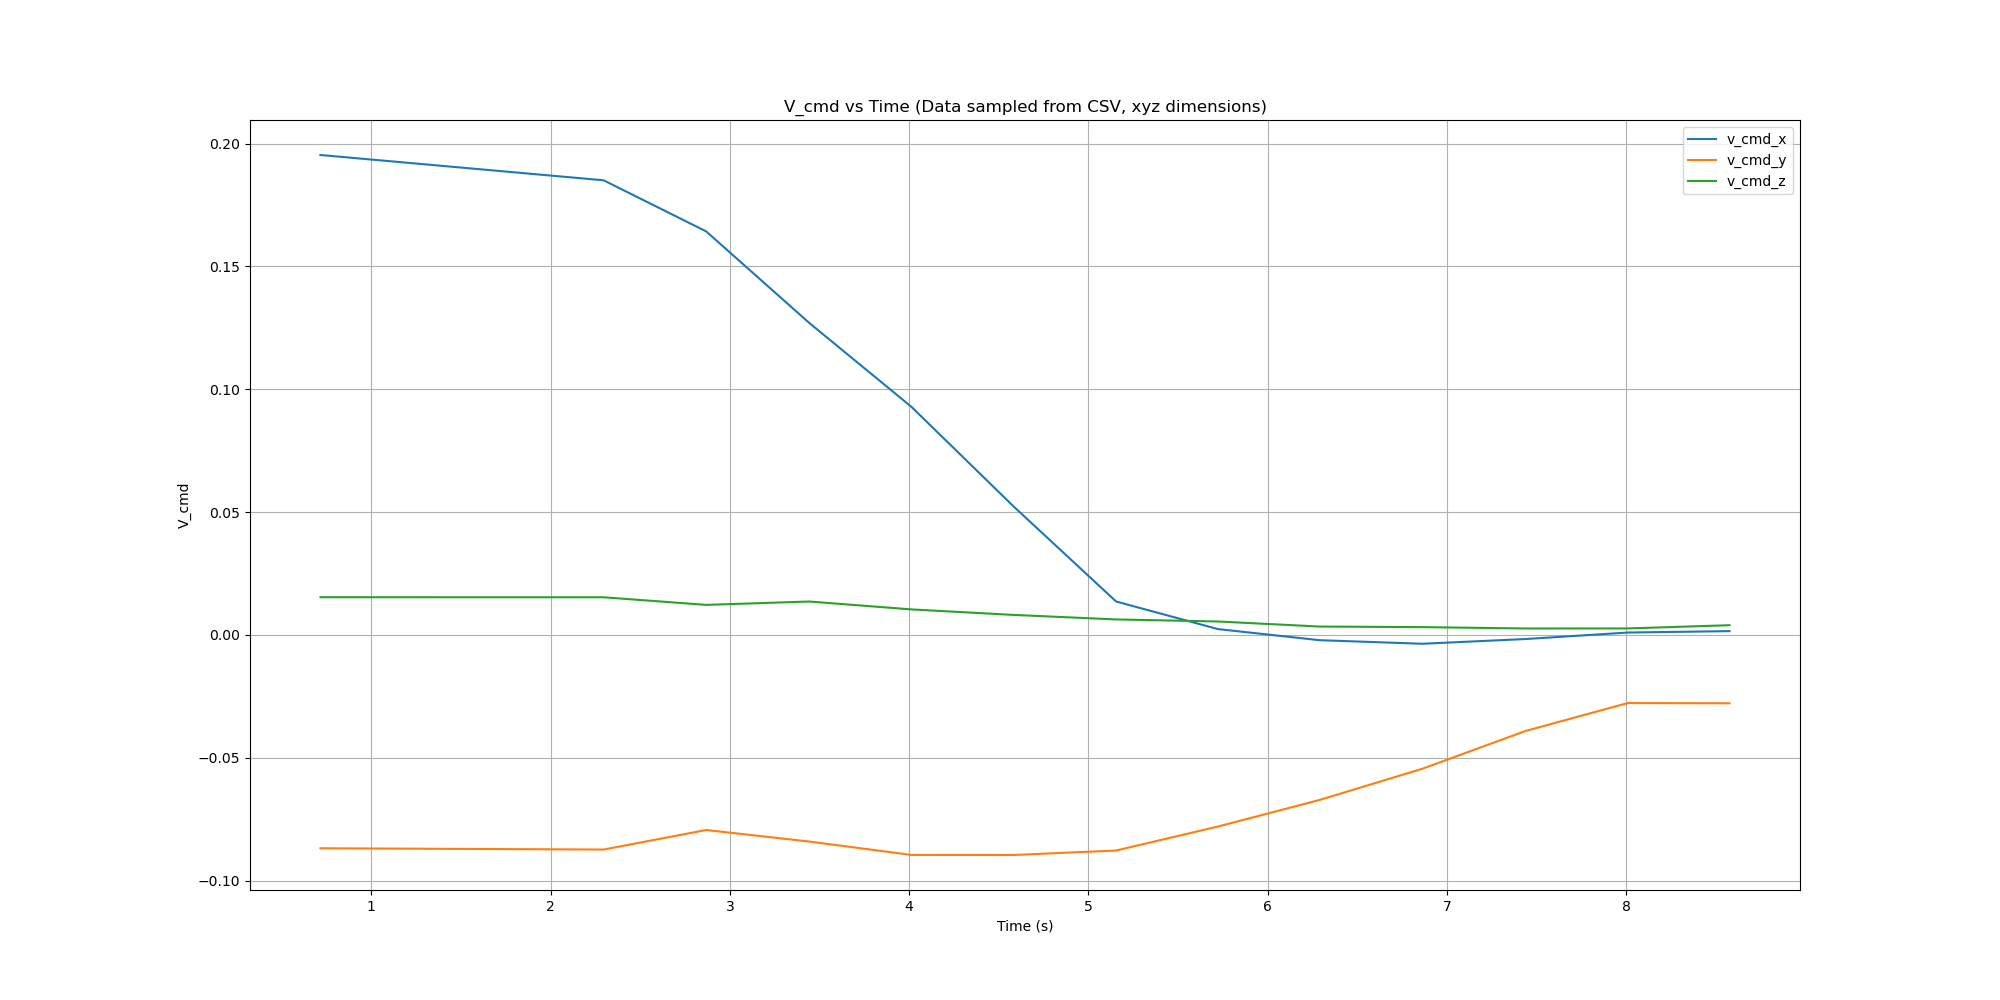 V_cmd vs Time (Data sampled from CSV, xyz dimensions)
v_cmd_x
v_cmd_y
v_cmd_z
V_cmd
0.20
0.15
0.10
0.05
0.00
−0.05
−0.10
1 2 3 4 5 6 7 8
Time (s)